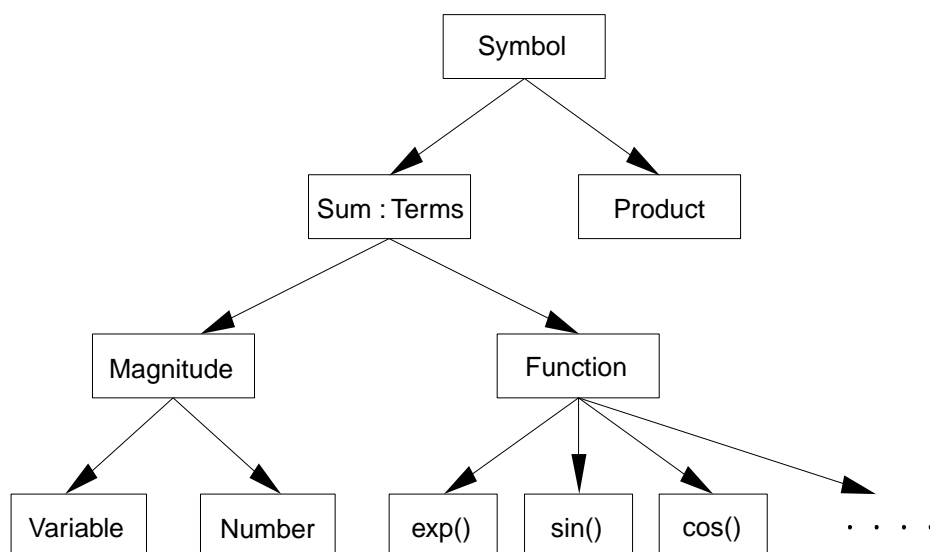 Symbol
Sum : Terms
Product
Magnitude
Function
Variable
Number
exp()
sin()
cos()
. . . .